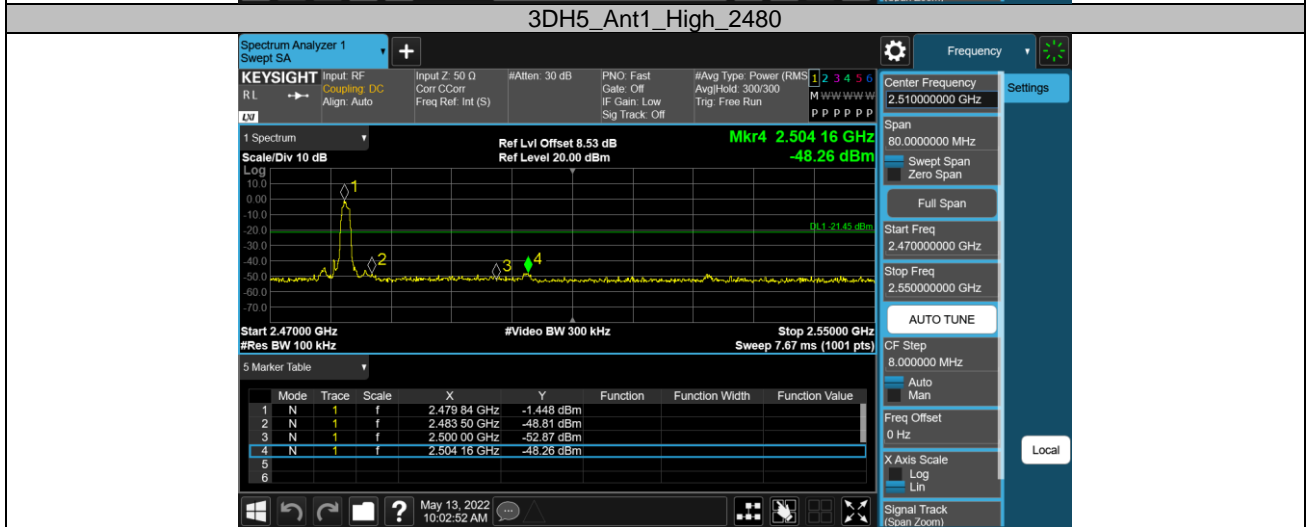 3DH5_Ant1_High_2480
Spectrum Analyzer 1
Swept SA
+
Frequency
KEYSIGHT
RL
LXI
Input: RF
Coupling: DC
Align: Auto
Input Z: 50 Ω
Corr CCorr
Freq Ref: Int (S)
#Atten: 30 dB
PNO: Fast
Gate: Off
IF Gain: Low
Sig Track: Off
#Avg Type: Power (RMS
Avg|Hold: 300/300
Trig: Free Run
1 2 3 4 5 6
M W W W W W
P P P P P P
Center Frequency
2.510000000 GHz
Settings
1 Spectrum
Scale/Div 10 dB
Ref Lvl Offset 8.53 dB
Ref Level 20.00 dBm
Mkr4 2.504 16 GHz
-48.26 dBm
Span
80.0000000 MHz
Swept Span
Zero Span
Full Span
Start Freq
2.470000000 GHz
Stop Freq
2.550000000 GHz
AUTO TUNE
CF Step
8.000000 MHz
Auto
Man
Freq Offset
0 Hz
X Axis Scale
Log
Lin
Signal Track
(Span Zoom)
Local
Log
10.0
0.00
-10.0
-20.0
-30.0
-40.0
-50.0
-60.0
-70.0
1
2
3
4
DL1 -21.45 dBm
Start 2.47000 GHz
#Res BW 100 kHz
#Video BW 300 kHz
Stop 2.55000 GHz
Sweep 7.67 ms (1001 pts)
5 Marker Table
Mode Trace Scale X Y Function Function Width Function Value
1 N 1 f 2.479 84 GHz -1.448 dBm
2 N 1 f 2.483 50 GHz -48.81 dBm
3 N 1 f 2.500 00 GHz -52.87 dBm
4 N 1 f 2.504 16 GHz -48.26 dBm
5
6
?
May 13, 2022
10:02:52 AM